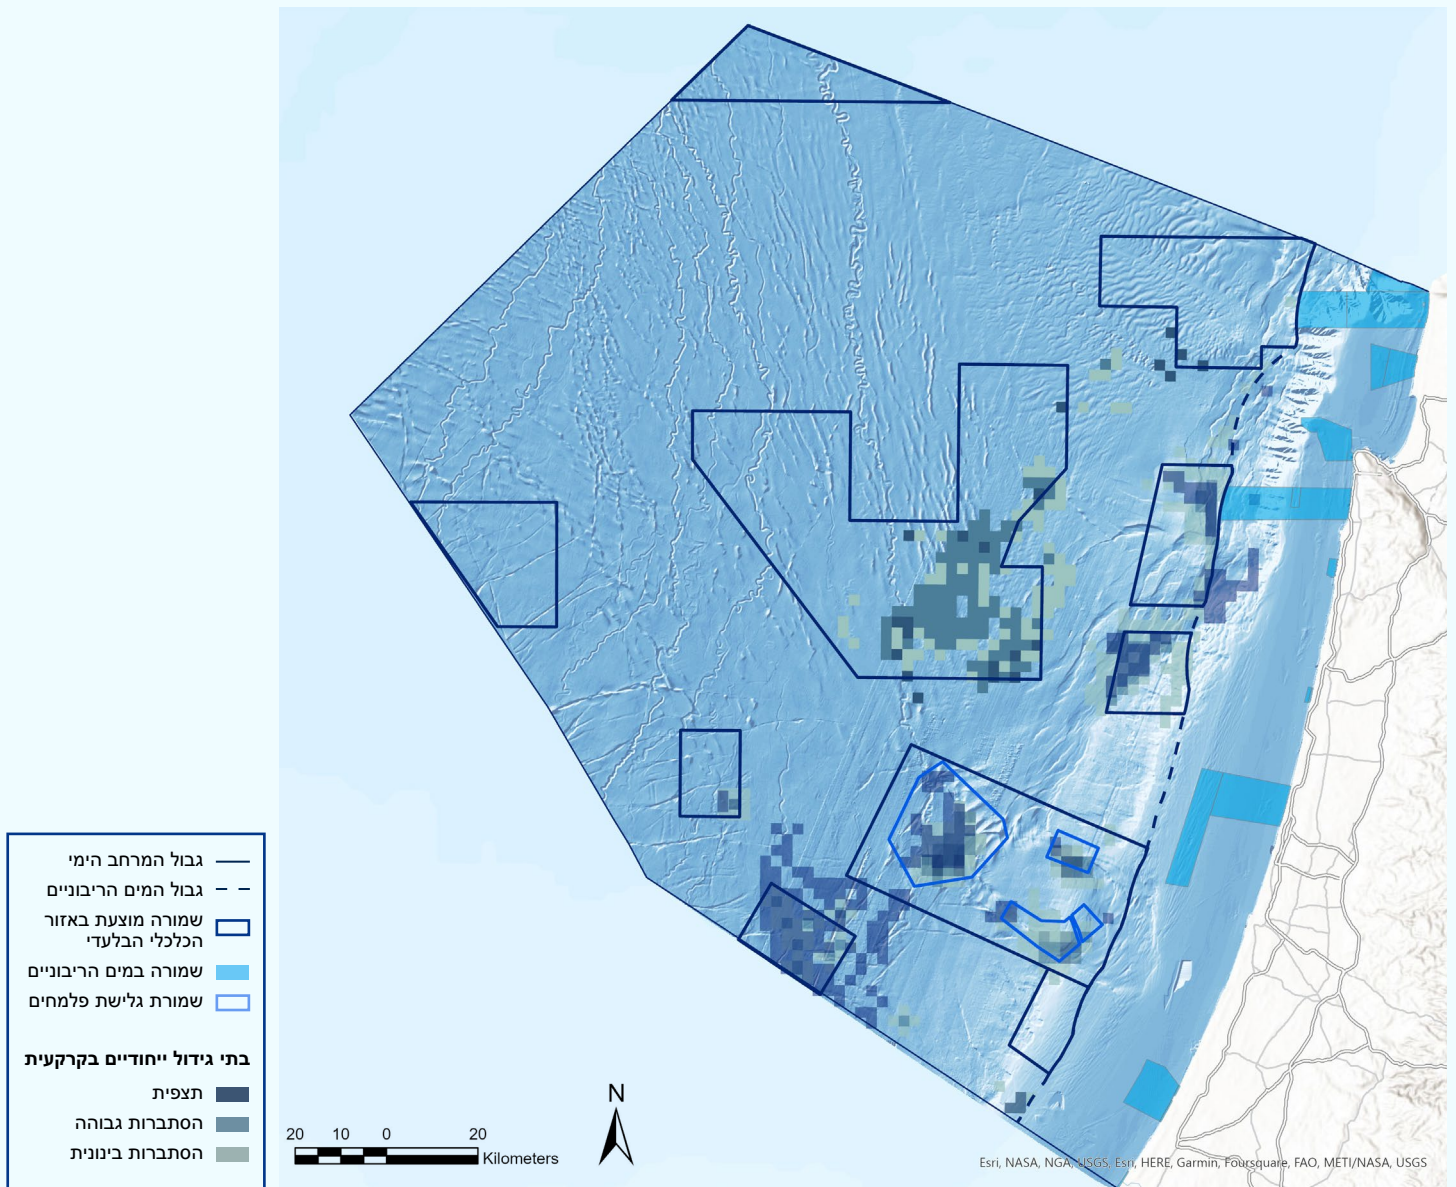 גבול המרחב הימי
גבול המים הריבוניים
שמורה מוצעת באזור
הכלכלי הבלעדי
שמורה במים הריבוניים
שמורת גלישת פלמחים
בתי גידול ייחודיים בקרקעית
תצפית
הסתברות גבוהה
הסתברות בינונית
20 10 0 20
Kilometers
N
Esri, NASA, NGA, USGS, Esri, HERE, Garmin, Foursquare, FAO, METI/NASA, USGS